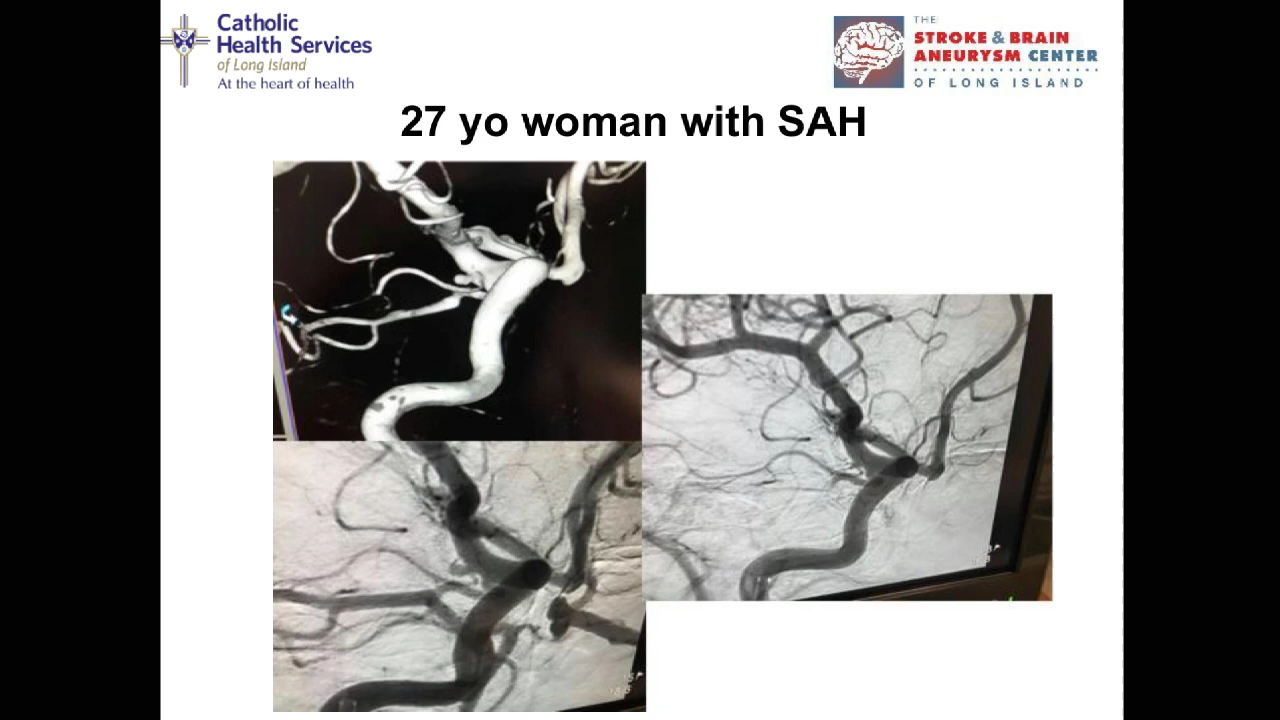 Catholic
Health Services
of Long Island
At the heart of health
THE
STROKE & BRAIN
ANEURYSM CENTER
OF LONG ISLAND
27 yo woman with SAH